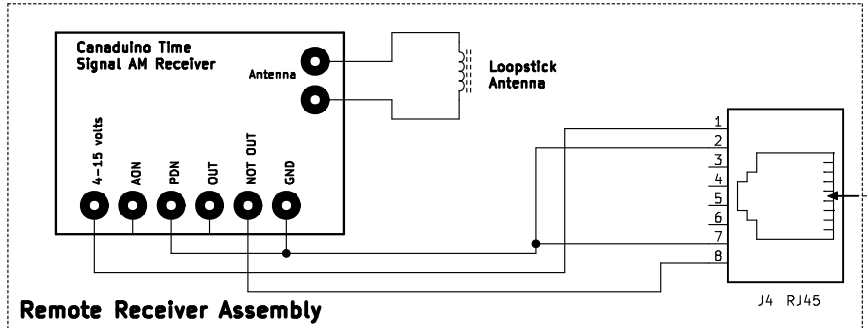 Canaduino Time
Signal AM Receiver
Antenna
Loopstick
Antenna
4-15 volts
AON
PDN
OUT
NOT OUT
GND
1
2
3
4
5
6
7
8
J4 RJ45
Remote Receiver Assembly